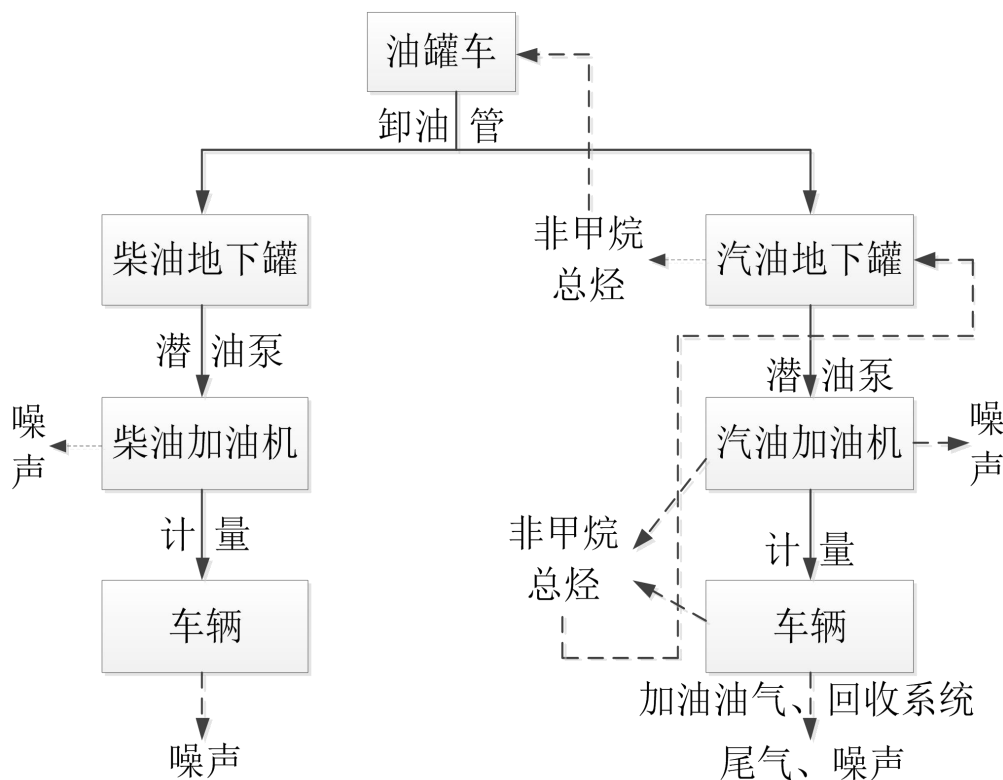 油罐车
卸油管
非甲烷
总烃
柴油地下罐
汽油地下罐
潜油泵
潜油泵
噪
声
柴油加油机
汽油加油机
噪
声
计量
非甲烷
总烃
计量
车辆
车辆
加油油气、回收系统
噪声
尾气、噪声